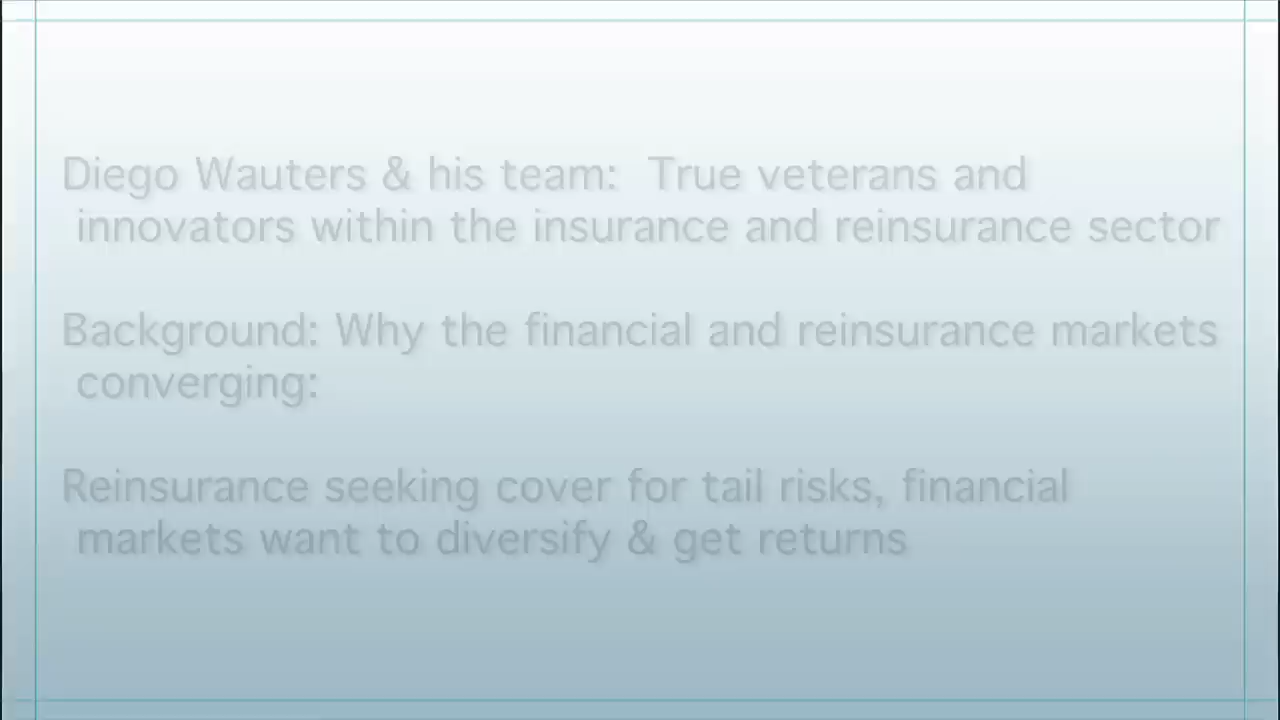 Diego Wauters & his team:  True veterans and
innovators within the insurance and reinsurance sector
Background: Why the financial and reinsurance markets
converging:
Reinsurance seeking cover for tail risks, financial
markets want to diversify & get returns